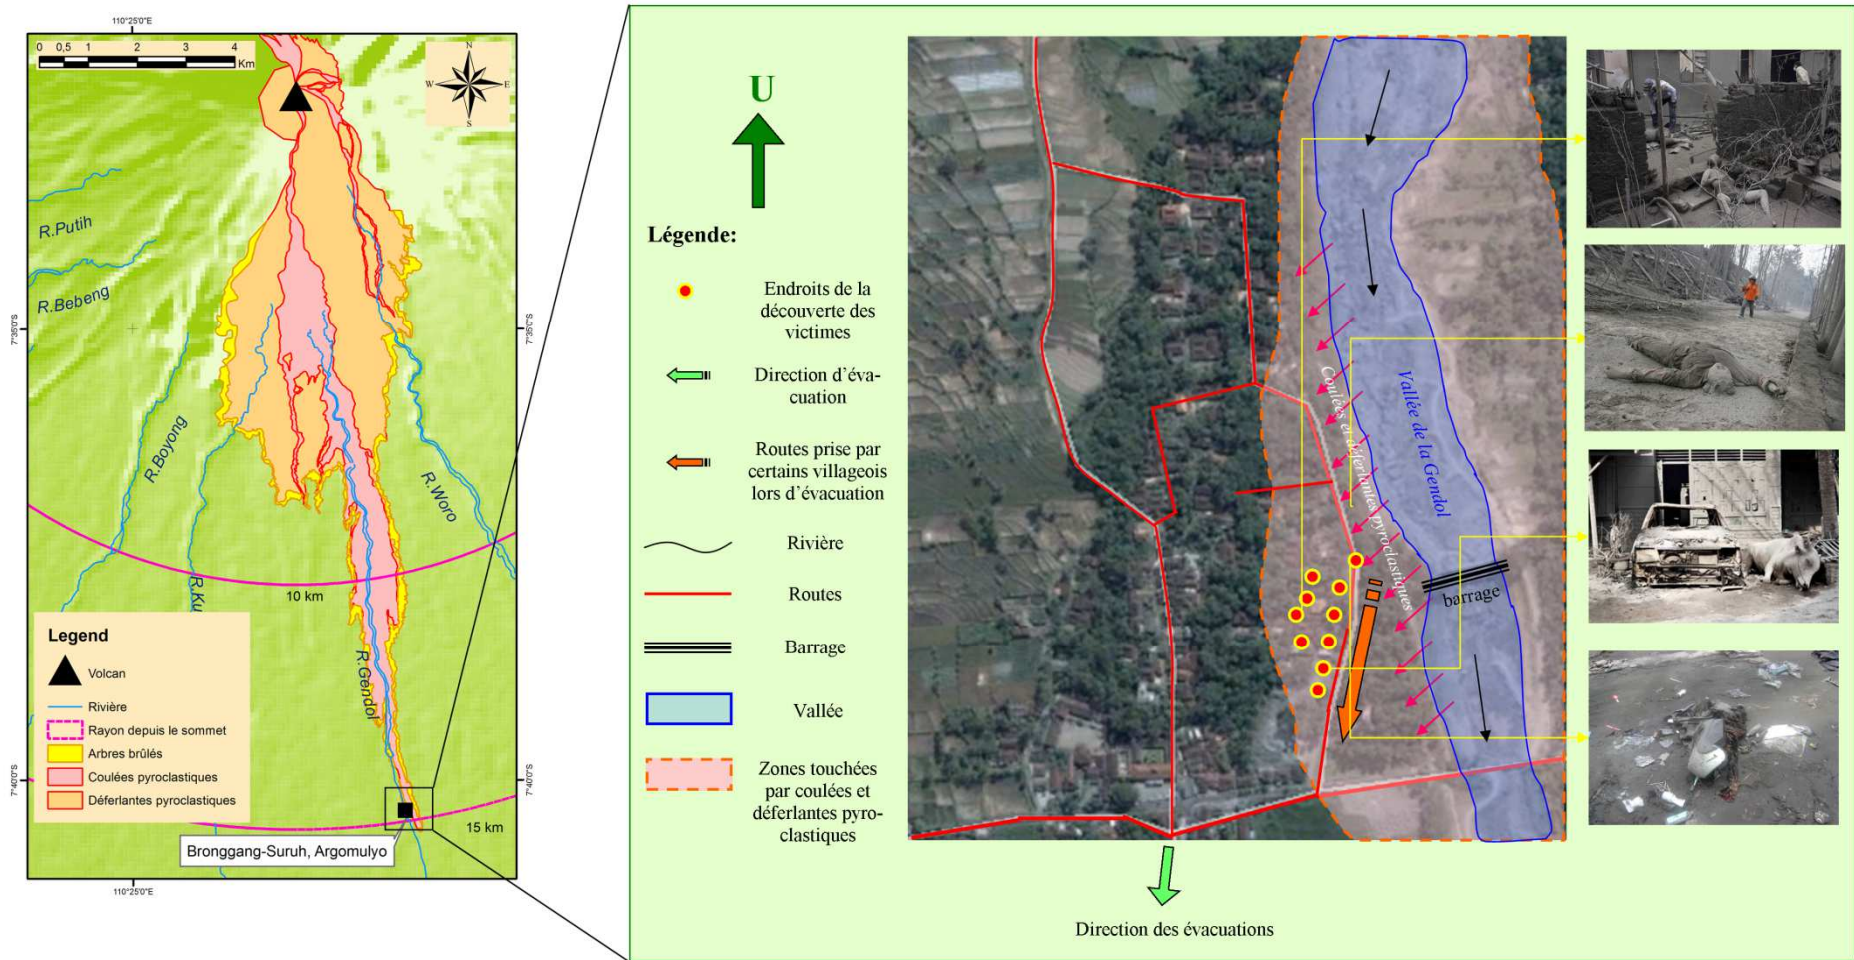 110°25'0"E
0 0,5 1 2 3 4
Km
N
W E
S
R.Putih
R.Bebeng
7°35'0"S
7°35'0"S
R.Boyong
R.Woro
R.Ku
10 km
R.Gendol
Legend
Volcan
Rivière
Rayon depuis le sommet
Arbres brûlés
Coulées pyroclastiques
Déferlantes pyroclastiques
7°40'0"S
7°40'0"S
15 km
Bronggang-Suruh, Argomulyo
110°25'0"E
U
Légende:
Endroits de la
découverte des
victimes
Direction d'éva-
cuation
Routes prise par
certains villageois
lors d'évacuation
Rivière
Routes
Barrage
Vallée
Zones touchées
par coulées et
déferlantes pyro-
clastiques
Coulées et déferlantes pyroclastiques
Vallée de la Gendol
barrage
Direction des évacuations